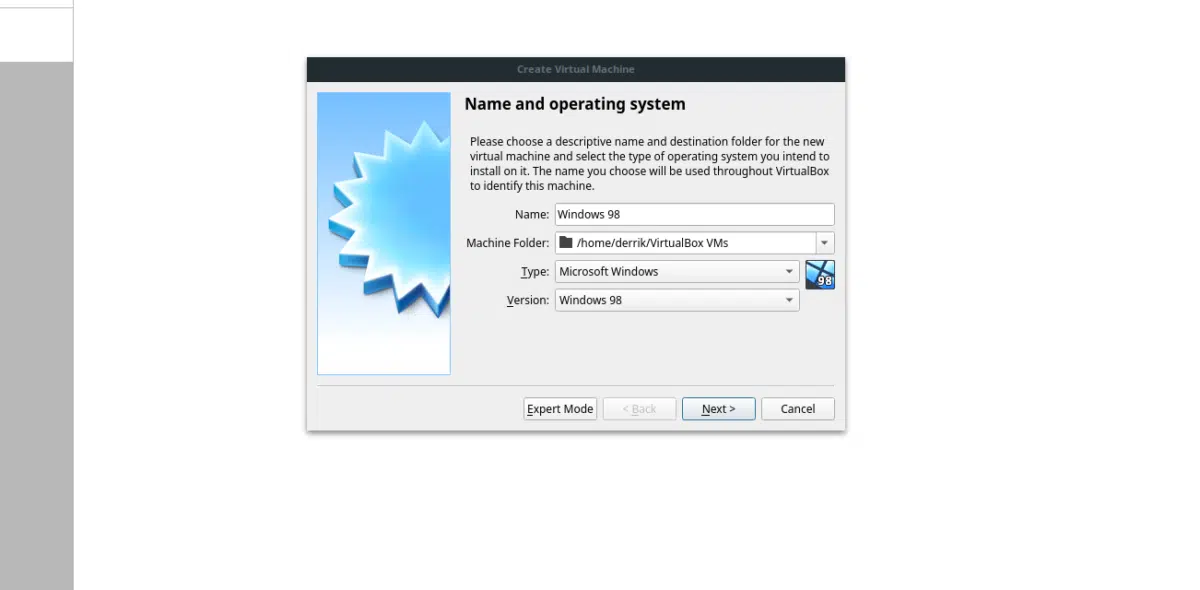 Create Virtual Machine
Name and operating system
Please choose a descriptive name and destination folder for the new
virtual machine and select the type of operating system you intend to
install on it. The name you choose will be used throughout VirtualBox
to identify this machine.
Name: Windows 98
Machine Folder: /home/derrik/VirtualBox VMs
Type: Microsoft Windows
98
Version: Windows 98
Expert Mode < Back Next > Cancel